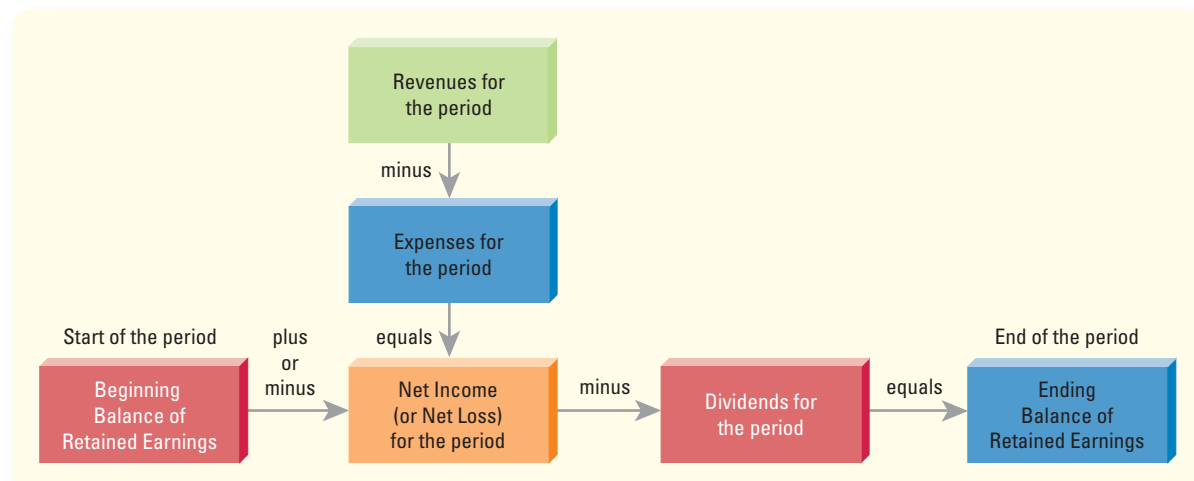 Revenues for
the period
minus
Expenses for
the period
equals
Start of the period
plus
or
minus
Beginning
Balance of
Retained Earnings
Net Income
(or Net Loss)
for the period
minus
Dividends for
the period
equals
End of the period
Ending
Balance of
Retained Earnings